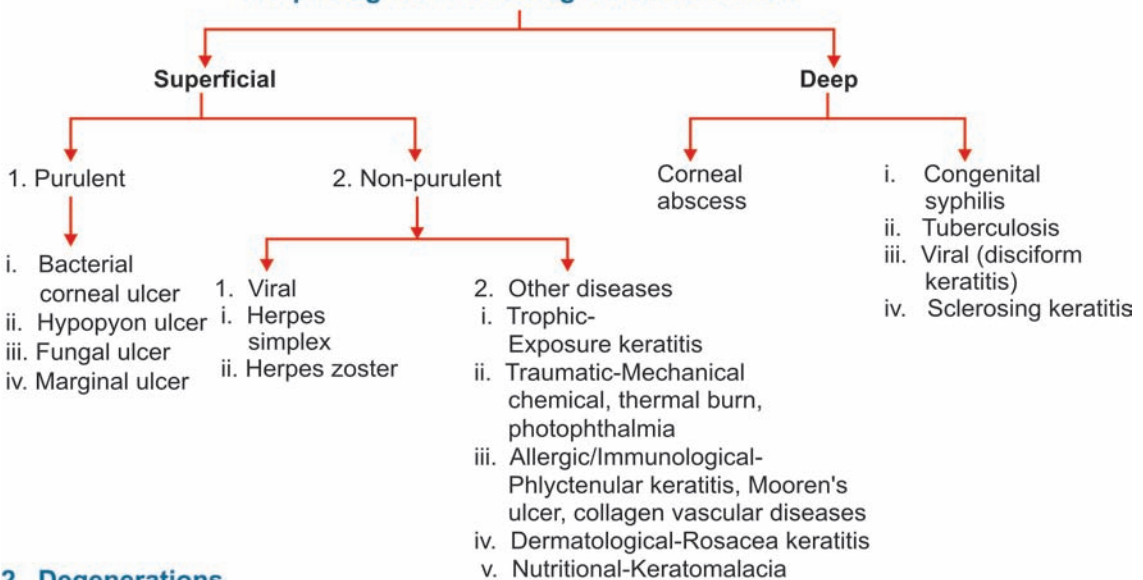 Superficial
Deep
1. Purulent
i. Bacterial
corneal ulcer
ii. Hypopyon ulcer
iii. Fungal ulcer
iv. Marginal ulcer
2. Non-purulent
1. Viral
i. Herpes
simplex
ii. Herpes zoster
2. Other diseases
i. Trophic-
Exposure keratitis
ii. Traumatic-Mechanical
chemical, thermal burn,
photophthalmia
iii. Allergic/Immunological-
Phlyctenular keratitis, Mooren's
ulcer, collagen vascular diseases
iv. Dermatological-Rosacea keratitis
v. Nutritional-Keratomalacia
Corneal
abscess
i. Congenital
syphilis
ii. Tuberculosis
iii. Viral (disciform
keratitis)
iv. Sclerosing keratitis
2. Degenerations